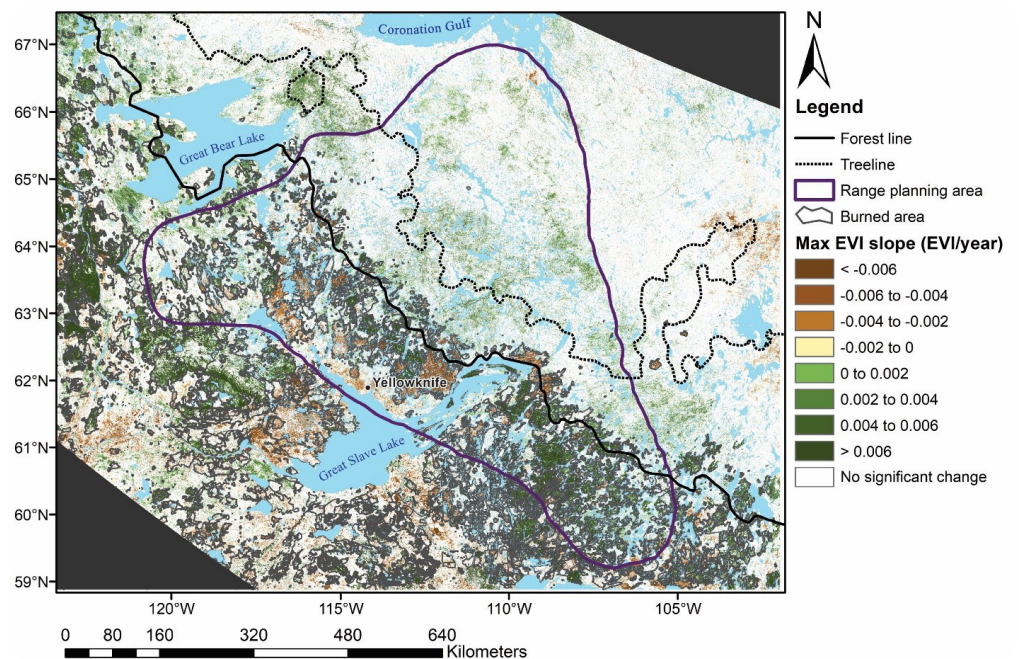 Coronation Gulf
N
67°N
66°N
65°N
64°N
63°N
62°N
61°N
60°N
59°N
Great Bear Lake
Yellowknife
Great Slave Lake
120°W 115°W 110°W 105°W
0 80 160 320 480 640
Kilometers
Legend
Forest line
Treeline
Range planning area
Burned area
Max EVI slope (EVI/year)
< -0.006
-0.006 to -0.004
-0.004 to -0.002
-0.002 to 0
0 to 0.002
0.002 to 0.004
0.004 to 0.006
> 0.006
No significant change